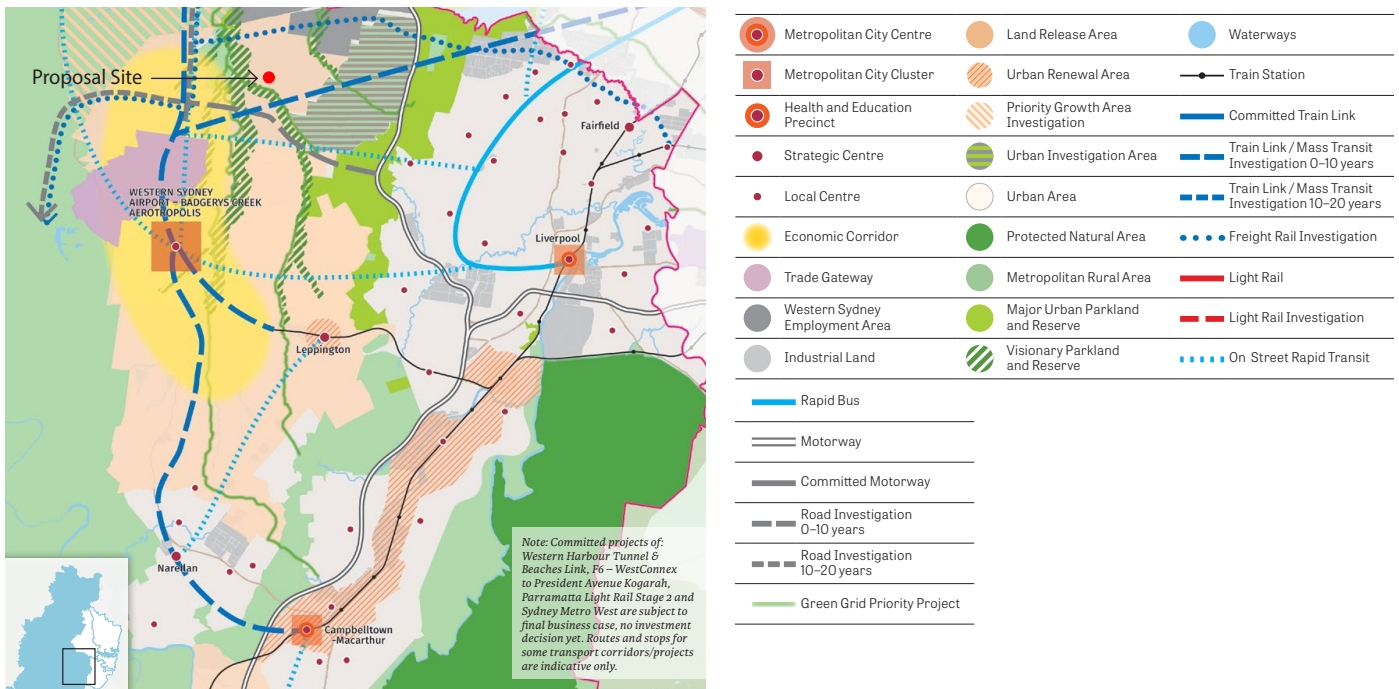 Proposal Site
Fairfield
WESTERN SYDNEY
AIRPORT – BADGERYS CREEK
AEROTROPOLIS
Liverpool
Leppington
Narellan
Campbelltown
-Macarthur
Note: Committed projects of:
Western Harbour Tunnel &
Beaches Link, F6 – WestConnex
to President Avenue Kogarah,
Parramatta Light Rail Stage 2 and
Sydney Metro West are subject to
final business case, no investment
decision yet. Routes and stops for
some transport corridors/projects
are indicative only.
Metropolitan City Centre
Metropolitan City Cluster
Health and Education
Precinct
Strategic Centre
Local Centre
Economic Corridor
Trade Gateway
Western Sydney
Employment Area
Industrial Land
Land Release Area
Urban Renewal Area
Priority Growth Area
Investigation
Urban Investigation Area
Urban Area
Protected Natural Area
Metropolitan Rural Area
Major Urban Parkland
and Reserve
Visionary Parkland
and Reserve
Waterways
Train Station
Committed Train Link
Train Link / Mass Transit
Investigation 0–10 years
Train Link / Mass Transit
Investigation 10–20 years
Freight Rail Investigation
Light Rail
Light Rail Investigation
On Street Rapid Transit
Rapid Bus
Motorway
Committed Motorway
Road Investigation
0–10 years
Road Investigation
10–20 years
Green Grid Priority Project